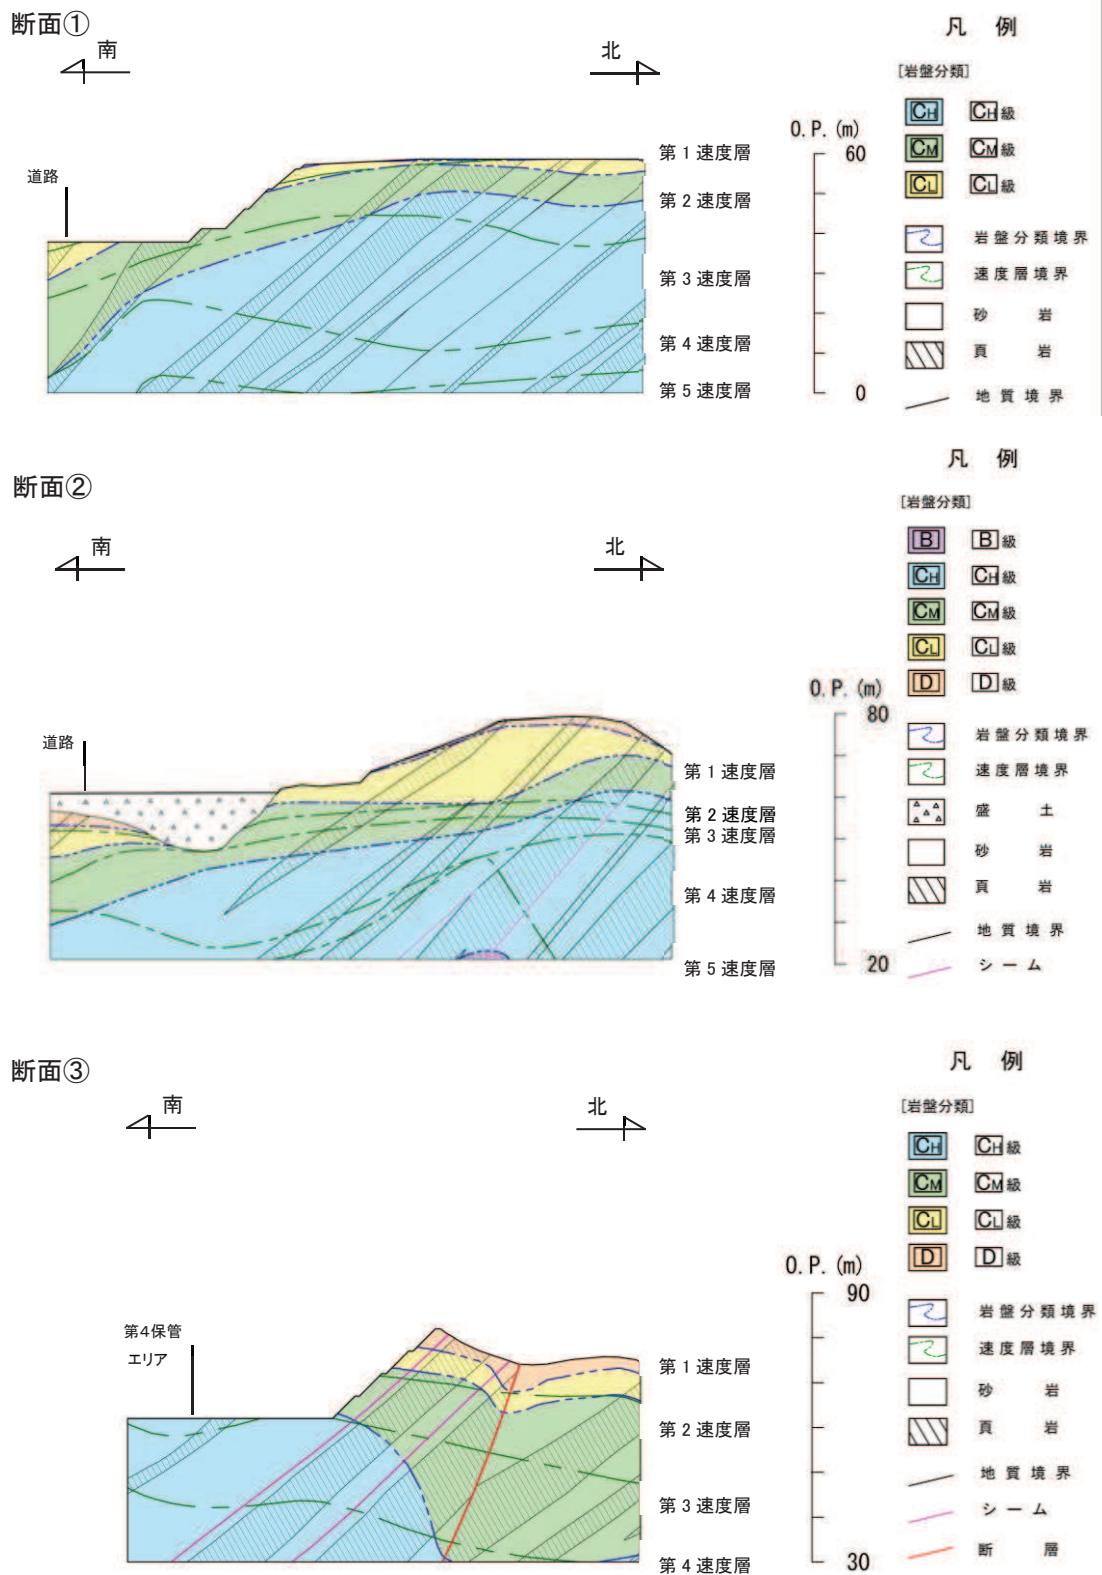 断面①
南
北
道路
第1速度層
第2速度層
第3速度層
第4速度層
第5速度層
O.P.(m)
60
0
凡 例
[岩盤分類]
CH CH級
CM CM級
CL CL級
岩盤分類境界
速度層境界
砂 岩
頁 岩
地質境界
断面②
南
北
道路
第1速度層
第2速度層
第3速度層
第4速度層
第5速度層
O.P.(m)
80
20
凡 例
[岩盤分類]
B B級
CH CH級
CM CM級
CL CL級
D D級
岩盤分類境界
速度層境界
盛 土
砂 岩
頁 岩
地質境界
シーム
断面③
南
北
第4保管
エリア
第1速度層
第2速度層
第3速度層
第4速度層
O.P.(m)
90
30
凡 例
[岩盤分類]
CH CH級
CM CM級
CL CL級
D D級
岩盤分類境界
速度層境界
砂 岩
頁 岩
地質境界
シーム
断 層